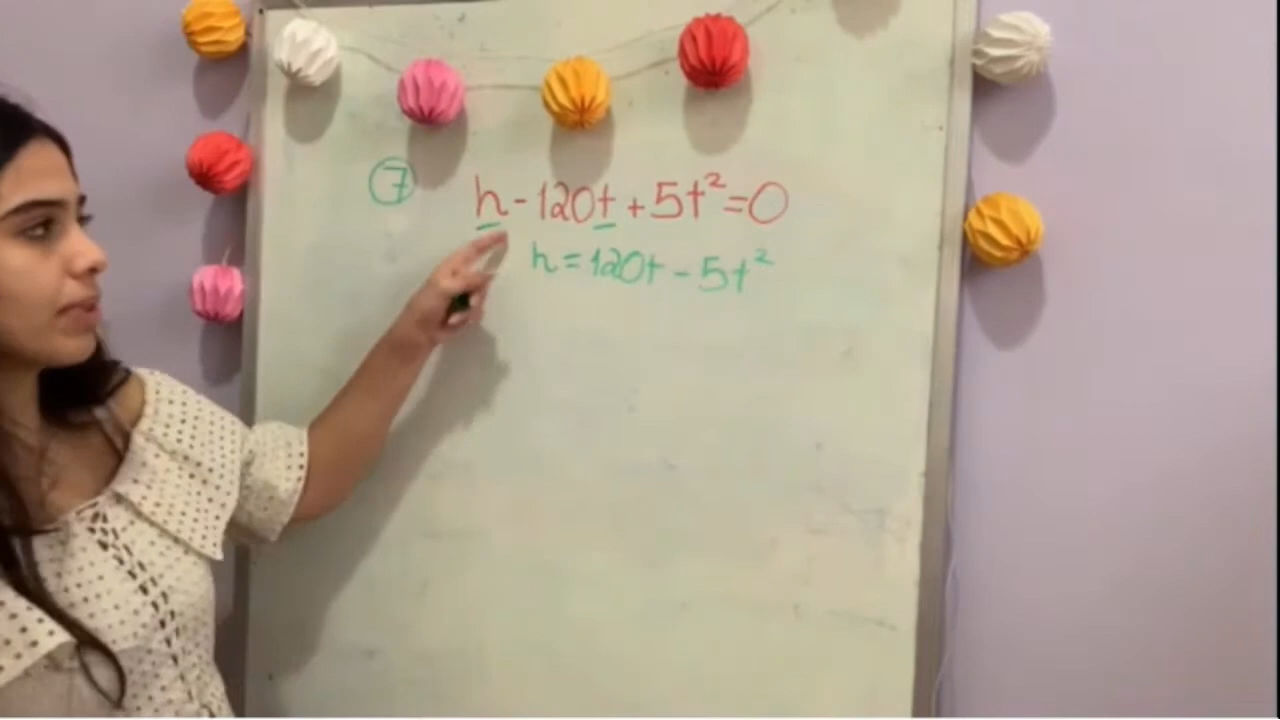 7 h - 120t + 5t² = 0
h = 120t - 5t²